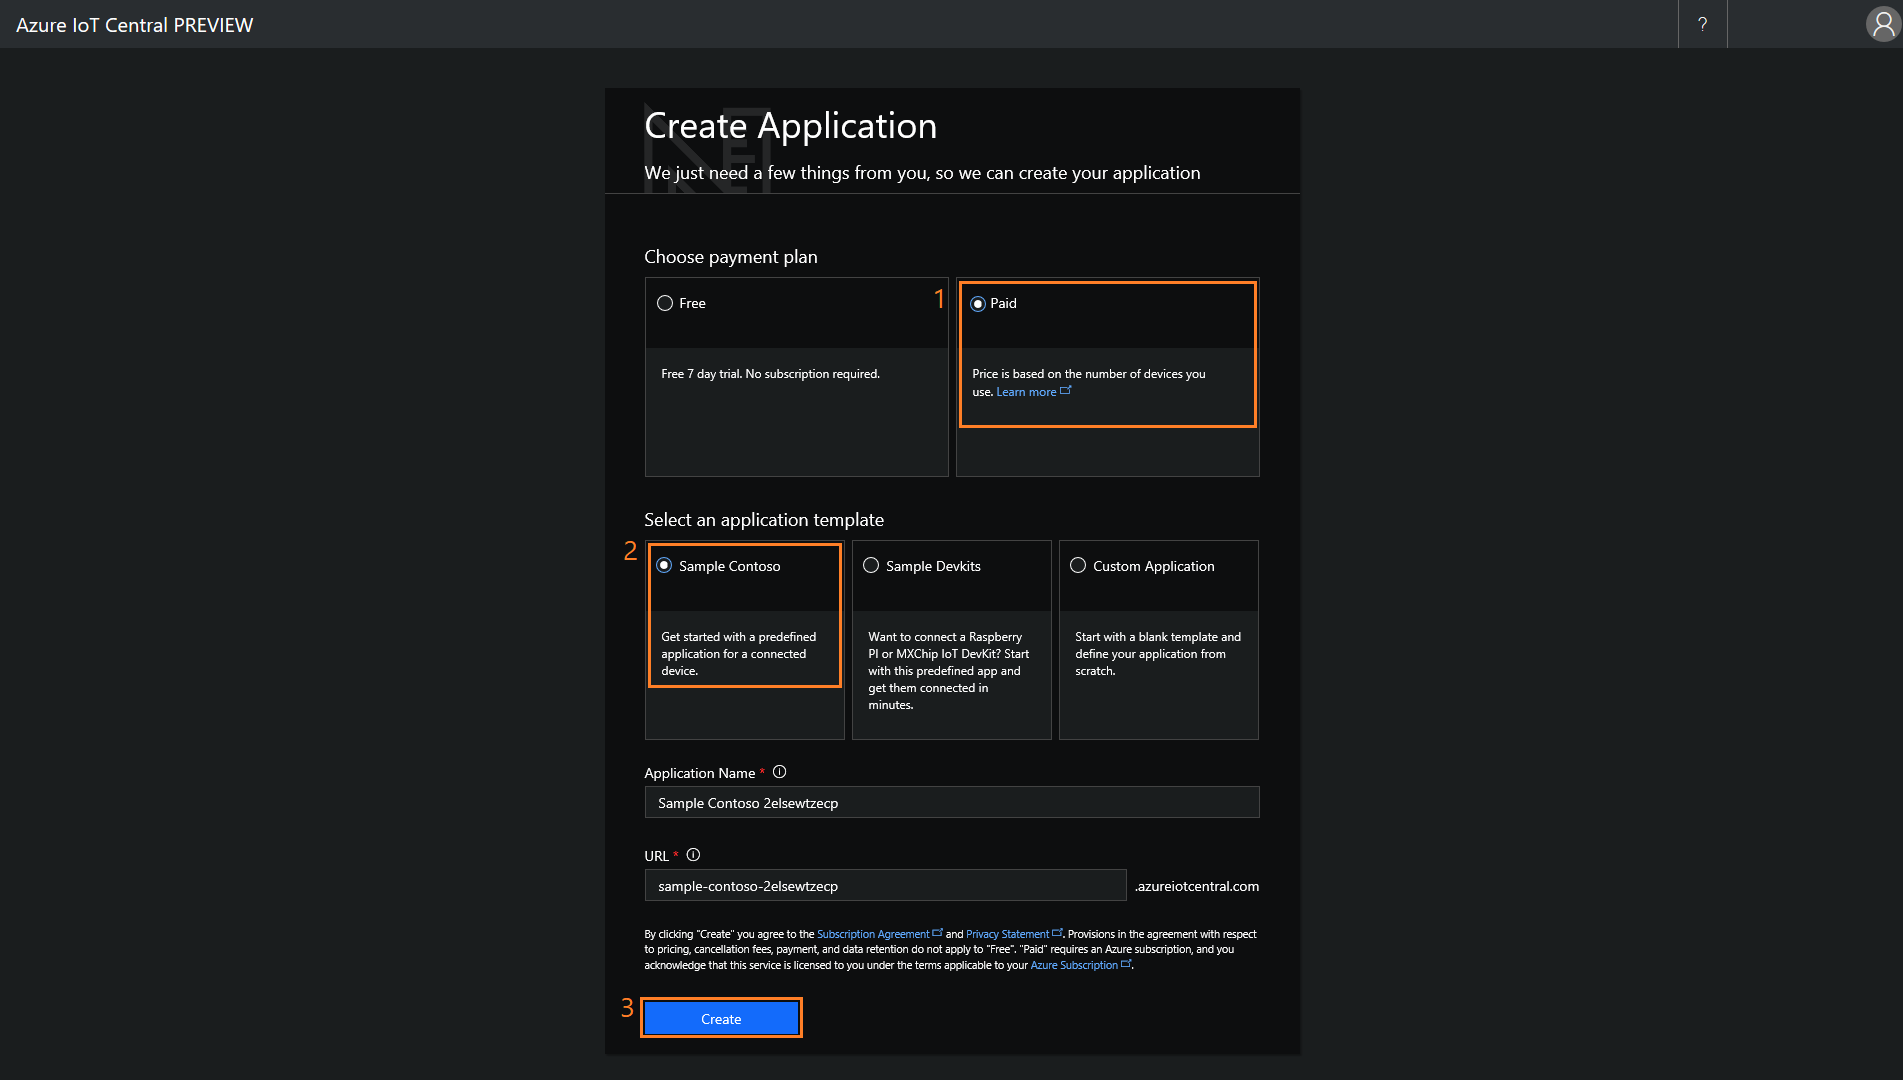 Azure IoT Central PREVIEW
?
Create Application
We just need a few things from you, so we can create your application
Choose payment plan
Free
Free 7 day trial. No subscription required.
1
Paid
Price is based on the number of devices you
use. Learn more
Select an application template
2
Sample Contoso
Get started with a predefined
application for a connected
device.
Sample Devkits
Want to connect a Raspberry
PI or MXChip IoT DevKit? Start
with this predefined app and
get them connected in
minutes.
Custom Application
Start with a blank template and
define your application from
scratch.
Application Name *
Sample Contoso 2elsewtzecp
URL *
sample-contoso-2elsewtzecp
.azureiotcentral.com
By clicking "Create" you agree to the Subscription Agreement and Privacy Statement. Provisions in the agreement with respect
to pricing, cancellation fees, payment, and data retention do not apply to "Free". "Paid" requires an Azure subscription, and you
acknowledge that this service is licensed to you under the terms applicable to your Azure Subscription.
3
Create